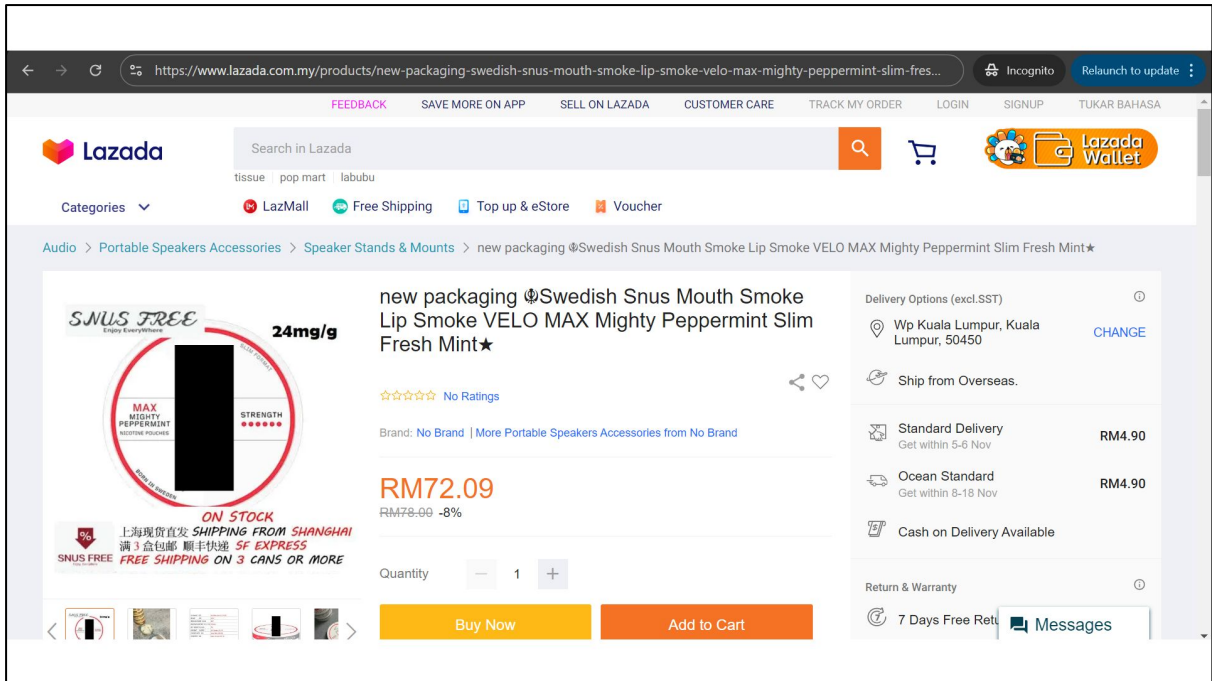 https://www.lazada.com.my/products/new-packaging-swedish-snus-mouth-smoke-lip-smoke-velo-max-mighty-peppermint-slim-fres...
Incognito
Relaunch to update
FEEDBACK SAVE MORE ON APP SELL ON LAZADA CUSTOMER CARE TRACK MY ORDER LOGIN SIGNUP TUKAR BAHASA
Lazada
Search in Lazada
Lazada
Wallet
tissue pop mart labubu
Categories
LazMall Free Shipping Top up & eStore Voucher
Audio > Portable Speakers Accessories > Speaker Stands & Mounts > new packaging ☬Swedish Snus Mouth Smoke Lip Smoke VELO MAX Mighty Peppermint Slim Fresh Mint★
SNUS FREE
Enjoy EveryWhere
24mg/g
SLIM FORMAT
MAX
MIGHTY
PEPPERMINT
NICOTINE POUCHES
STRENGTH
BORN IN SWEDEN
ON STOCK
上海现货直发 SHIPPING FROM SHANGHAI
满3盒包邮 顺丰快递 SF EXPRESS
FREE SHIPPING ON 3 CANS OR MORE
%
SNUS FREE
new packaging ☬Swedish Snus Mouth Smoke
Lip Smoke VELO MAX Mighty Peppermint Slim
Fresh Mint★
No Ratings
Brand: No Brand | More Portable Speakers Accessories from No Brand
RM72.09
RM78.00 -8%
Quantity 1
Buy Now Add to Cart
Delivery Options (excl.SST)
Wp Kuala Lumpur, Kuala
Lumpur, 50450
CHANGE
Ship from Overseas.
Standard Delivery RM4.90
Get within 5-6 Nov
Ocean Standard RM4.90
Get within 8-18 Nov
Cash on Delivery Available
Return & Warranty
7 Days Free
Messages